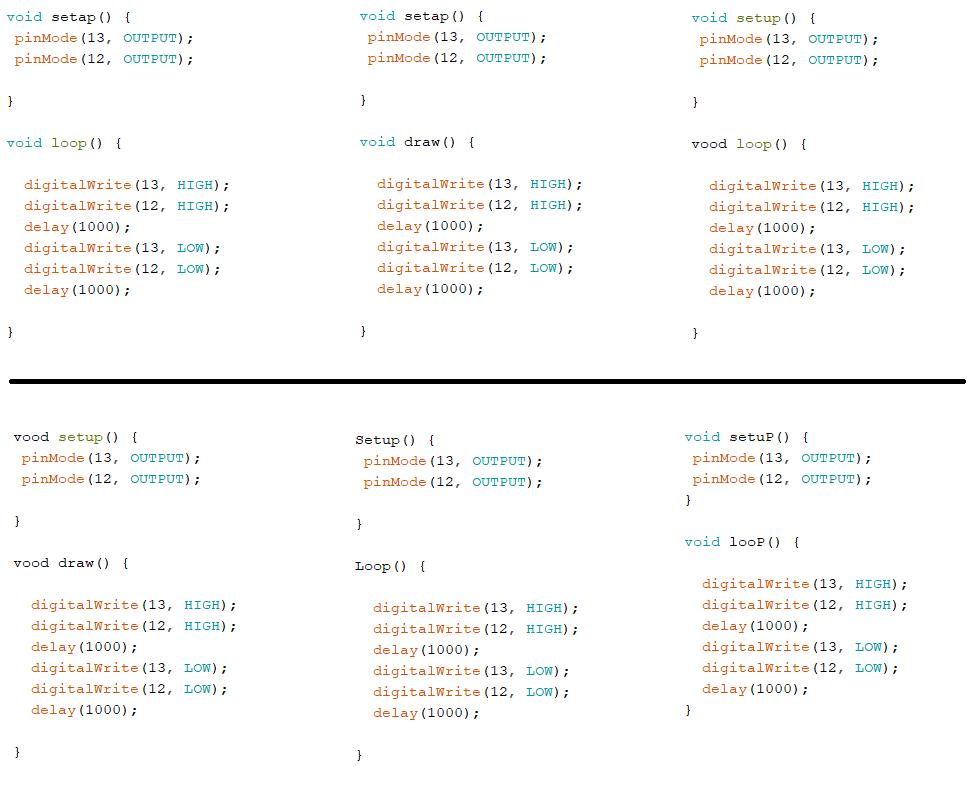 void setap() {
pinMode(13, OUTPUT);
pinMode(12, OUTPUT);
}
void loop() {
digitalWrite(13, HIGH);
digitalWrite(12, HIGH);
delay(1000);
digitalWrite(13, LOW);
digitalWrite(12, LOW);
delay(1000);
}
void setap() {
pinMode(13, OUTPUT);
pinMode(12, OUTPUT);
}
void draw() {
digitalWrite(13, HIGH);
digitalWrite(12, HIGH);
delay(1000);
digitalWrite(13, LOW);
digitalWrite(12, LOW);
delay(1000);
}
void setup() {
pinMode(13, OUTPUT);
pinMode(12, OUTPUT);
}
vood loop() {
digitalWrite(13, HIGH);
digitalWrite(12, HIGH);
delay(1000);
digitalWrite(13, LOW);
digitalWrite(12, LOW);
delay(1000);
}
vood setup() {
pinMode(13, OUTPUT);
pinMode(12, OUTPUT);
}
vood draw() {
digitalWrite(13, HIGH);
digitalWrite(12, HIGH);
delay(1000);
digitalWrite(13, LOW);
digitalWrite(12, LOW);
delay(1000);
}
Setup() {
pinMode(13, OUTPUT);
pinMode(12, OUTPUT);
}
Loop() {
digitalWrite(13, HIGH);
digitalWrite(12, HIGH);
delay(1000);
digitalWrite(13, LOW);
digitalWrite(12, LOW);
delay(1000);
}
void setuP() {
pinMode(13, OUTPUT);
pinMode(12, OUTPUT);
}
void looP() {
digitalWrite(13, HIGH);
digitalWrite(12, HIGH);
delay(1000);
digitalWrite(13, LOW);
digitalWrite(12, LOW);
delay(1000);
}